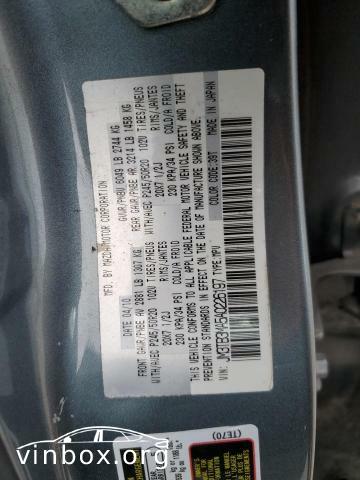 MFG. BY MAZDA MOTOR CORPORATION
DATE 04/10 GVWR/PNBV 6049 LB 2744 KG
FRONT GAWR/PNBE AV 2881 LB 1307 KG REAR GAWR/PNBE AR 3214 LB 1458 KG
WITH/AVEC P245/50R20 102V TIRES/PNEUS WITH/AVEC P245/50R20 102V TIRES/PNEUS
20X7 1/2J RIMS/JANTES 20X7 1/2J RIMS/JANTES
230 KPA/34 PSI COLD/A FROID 230 KPA/34 PSI COLD/A FROID
THIS VEHICLE CONFORMS TO ALL APPLICABLE FEDERAL MOTOR VEHICLE SAFETY AND THEFT
PREVENTION STANDARDS IN EFFECT ON THE DATE OF MANUFACTURE SHOWN ABOVE.
VIN: JM3TB3MA5A0226197 TYPE: MPV COLOR CODE: 39T MADE IN JAPAN
(TE70)
vinbox.org